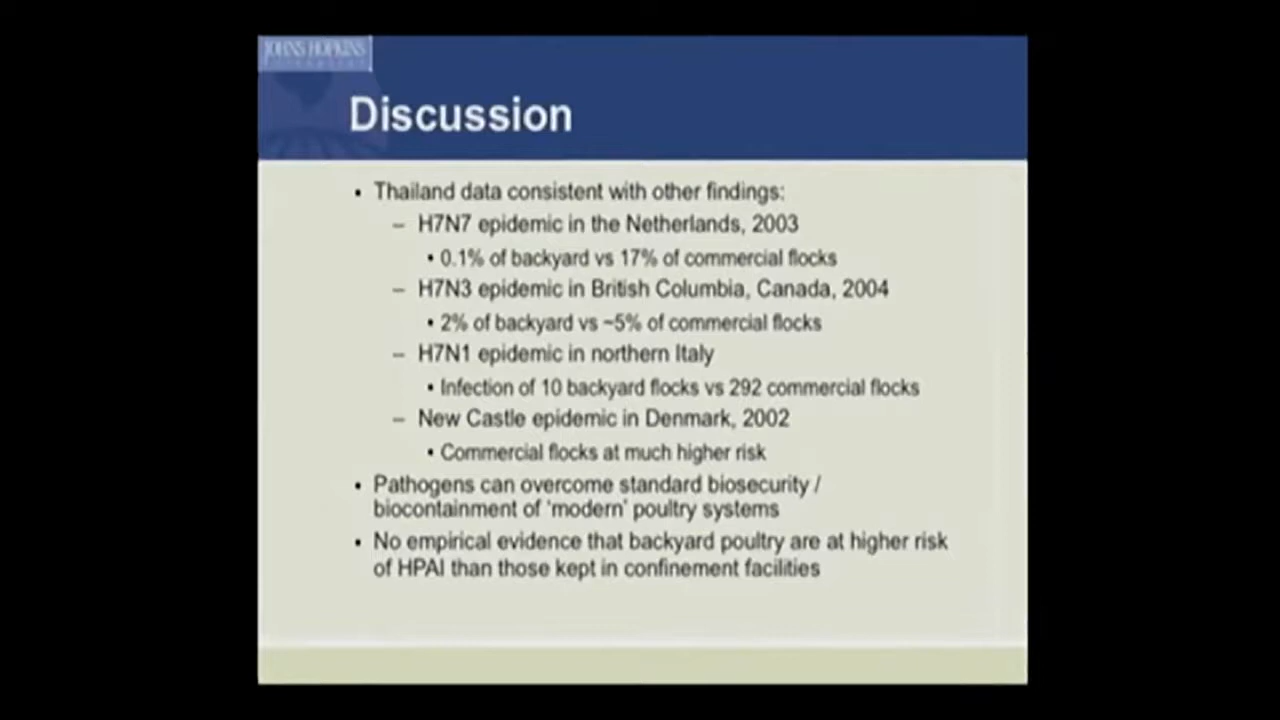 JOHNS HOPKINS
Discussion
• Thailand data consistent with other findings:
– H7N7 epidemic in the Netherlands, 2003
• 0.1% of backyard vs 17% of commercial flocks
– H7N3 epidemic in British Columbia, Canada, 2004
• 2% of backyard vs ~5% of commercial flocks
– H7N1 epidemic in northern Italy
• Infection of 10 backyard flocks vs 292 commercial flocks
– New Castle epidemic in Denmark, 2002
• Commercial flocks at much higher risk
• Pathogens can overcome standard biosecurity /
biocontainment of 'modern' poultry systems
• No empirical evidence that backyard poultry are at higher risk
of HPAI than those kept in confinement facilities